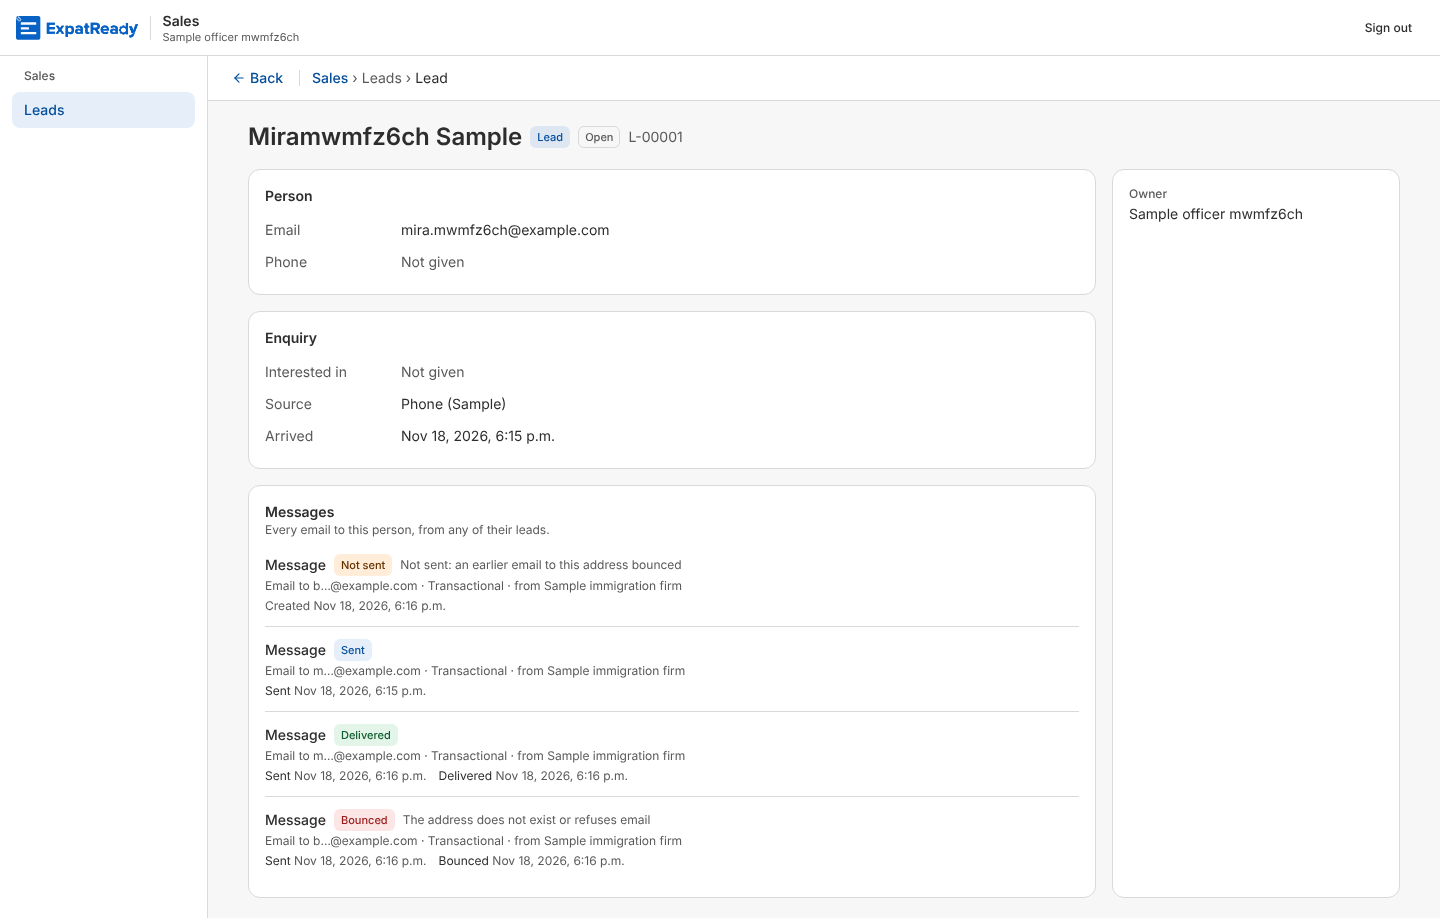 ExpatReady
Sales
Sample officer mwmfz6ch
Sign out
Sales
Leads
← Back
Sales › Leads › Lead
Miramwmfz6ch Sample Lead Open L-00001
Person
Email mira.mwmfz6ch@example.com
Phone Not given
Enquiry
Interested in Not given
Source Phone (Sample)
Arrived Nov 18, 2026, 6:15 p.m.
Messages
Every email to this person, from any of their leads.
Message Not sent Not sent: an earlier email to this address bounced
Email to b...@example.com · Transactional · from Sample immigration firm
Created Nov 18, 2026, 6:16 p.m.
Message Sent
Email to m...@example.com · Transactional · from Sample immigration firm
Sent Nov 18, 2026, 6:15 p.m.
Message Delivered
Email to m...@example.com · Transactional · from Sample immigration firm
Sent Nov 18, 2026, 6:16 p.m. Delivered Nov 18, 2026, 6:16 p.m.
Message Bounced The address does not exist or refuses email
Email to b...@example.com · Transactional · from Sample immigration firm
Sent Nov 18, 2026, 6:16 p.m. Bounced Nov 18, 2026, 6:16 p.m.
Owner
Sample officer mwmfz6ch